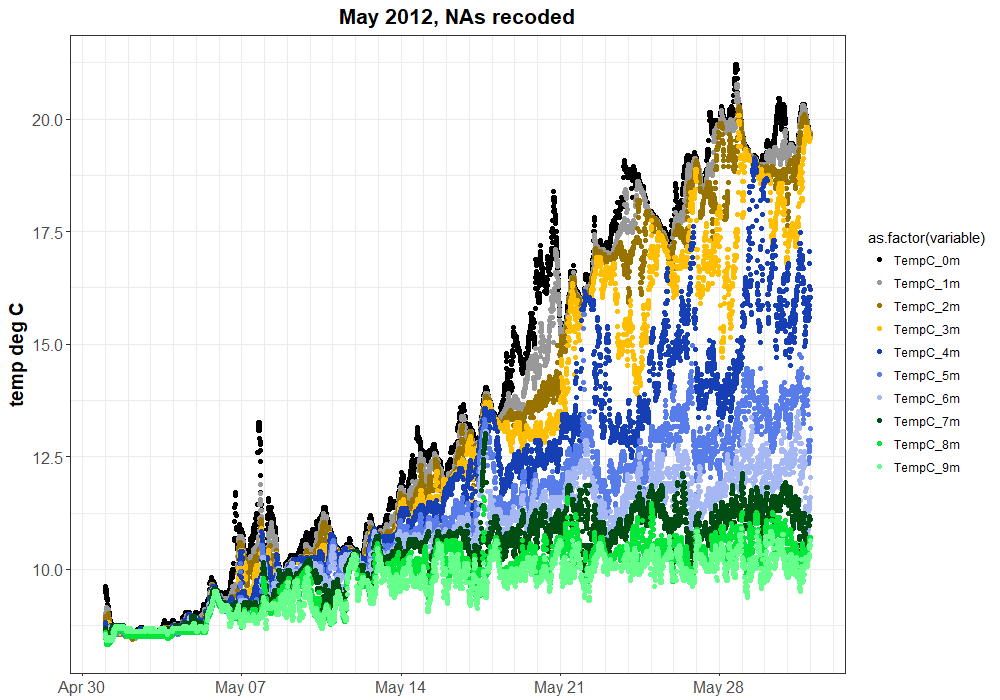 May 2012, NAs recoded
temp deg C
20.0
17.5
15.0
12.5
10.0
Apr 30
May 07
May 14
May 21
May 28
as.factor(variable)
TempC_0m
TempC_1m
TempC_2m
TempC_3m
TempC_4m
TempC_5m
TempC_6m
TempC_7m
TempC_8m
TempC_9m